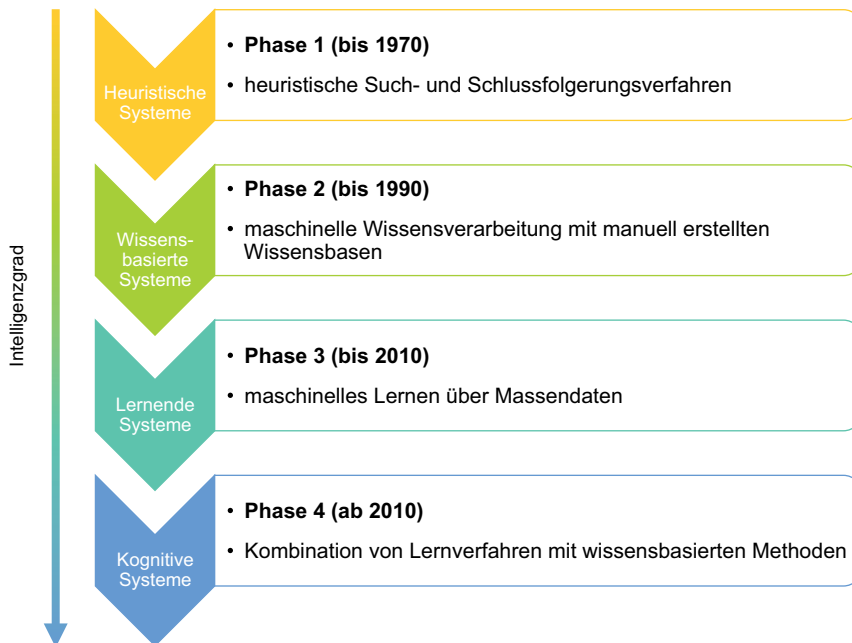 Intelligenzgrad
Heuristische
Systeme
• Phase 1 (bis 1970)
• heuristische Such- und Schlussfolgerungsverfahren
Wissens-
basierte
Systeme
• Phase 2 (bis 1990)
• maschinelle Wissensverarbeitung mit manuell erstellten
Wissensbasen
Lernende
Systeme
• Phase 3 (bis 2010)
• maschinelles Lernen über Massendaten
Kognitive
Systeme
• Phase 4 (ab 2010)
• Kombination von Lernverfahren mit wissensbasierten Methoden